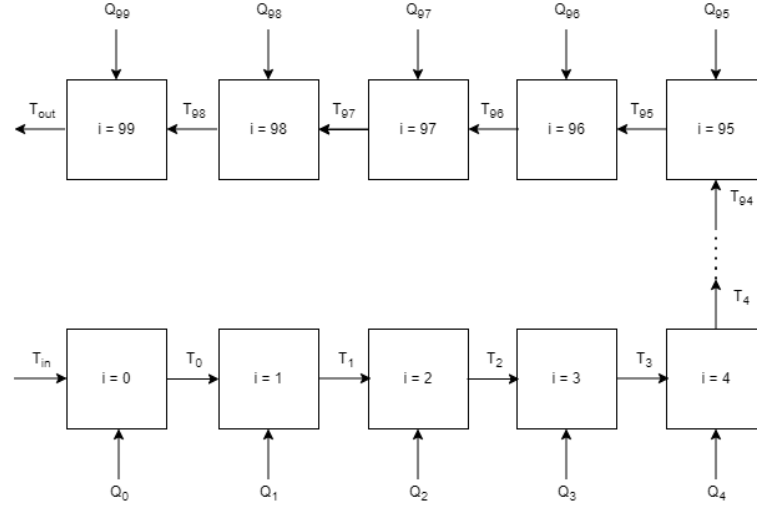 Q₉₉ Q₉₈ Q₉₇ Q₉₆ Q₉₅
Tₒᵤₜ T₉₈ T₉₇ T₉₆ T₉₅
i = 99 i = 98 i = 97 i = 96 i = 95
T₉₄
T₄
Tᵢₙ T₀ T₁ T₂ T₃
i = 0 i = 1 i = 2 i = 3 i = 4
Q₀ Q₁ Q₂ Q₃ Q₄